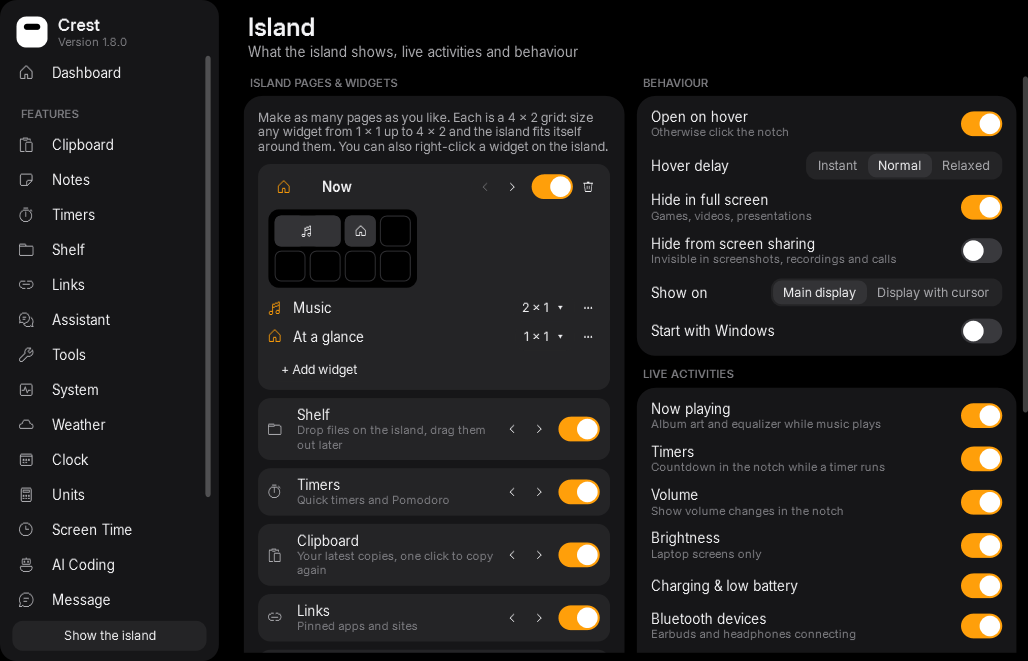 Crest
Version 1.8.0
Dashboard
FEATURES
Clipboard
Notes
Timers
Shelf
Links
Assistant
Tools
System
Weather
Clock
Units
Screen Time
AI Coding
Message
Show the island
Island
What the island shows, live activities and behaviour
ISLAND PAGES & WIDGETS
Make as many pages as you like. Each is a 4 × 2 grid: size
any widget from 1 × 1 up to 4 × 2 and the island fits itself
around them. You can also right-click a widget on the island.
Now
Music
2 × 1
At a glance
1 × 1
+ Add widget
Shelf
Drop files on the island, drag them
out later
Timers
Quick timers and Pomodoro
Clipboard
Your latest copies, one click to copy
again
Links
Pinned apps and sites
BEHAVIOUR
Open on hover
Otherwise click the notch
Hover delay
Instant Normal Relaxed
Hide in full screen
Games, videos, presentations
Hide from screen sharing
Invisible in screenshots, recordings and calls
Show on
Main display Display with cursor
Start with Windows
LIVE ACTIVITIES
Now playing
Album art and equalizer while music plays
Timers
Countdown in the notch while a timer runs
Volume
Show volume changes in the notch
Brightness
Laptop screens only
Charging & low battery
Bluetooth devices
Earbuds and headphones connecting